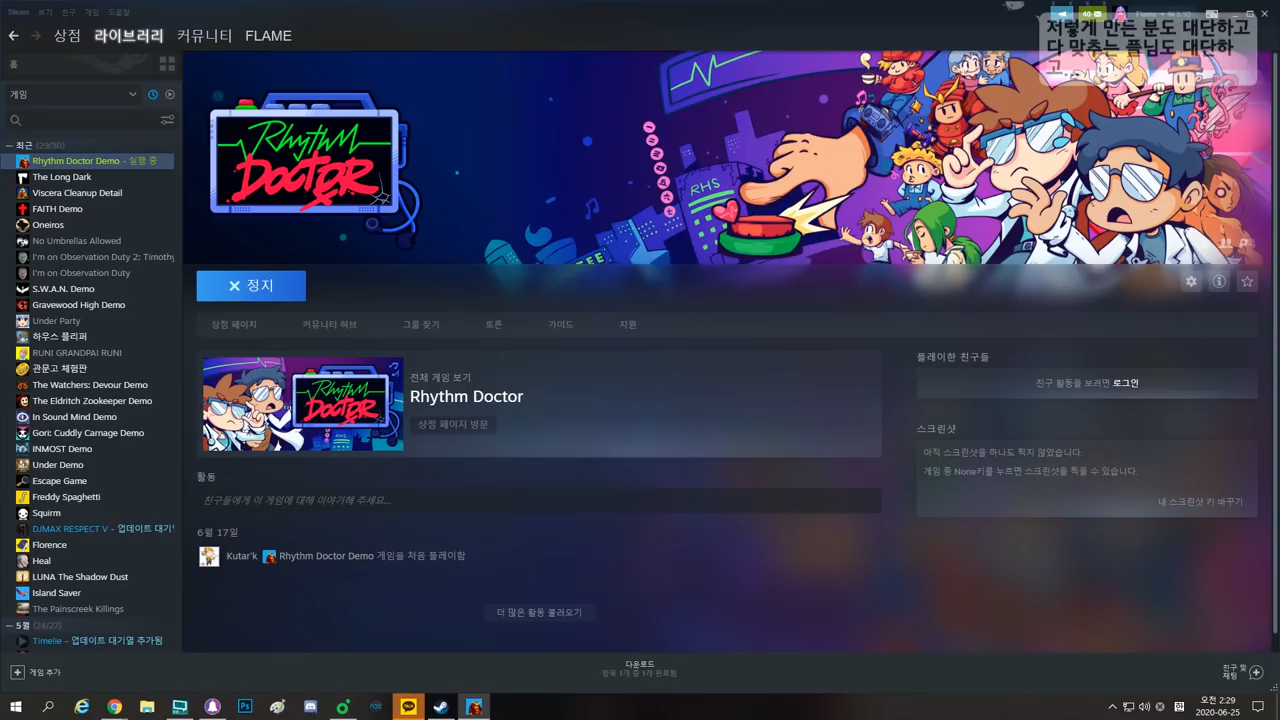 Steam 보기 친구 게임 도움말
40
Flame
상점 라이브러리 커뮤니티 FLAME
저렇게 만든 분도 대단하고
다 맞추는 플님도 대단하
고
홈
게임
최근 (29/30)
Rhythm Doctor Demo - 실행 중
The Long Dark
Viscera Cleanup Detail
FAITH Demo
Oneiros
No Umbrellas Allowed
I'm on Observation Duty 2: Timothy
I'm on Observation Duty
S.W.A.N. Demo
Gravewood High Demo
Under Party
하우스 플리퍼
RUNI GRANDPAI RUNI
관문고 체험판
The Watchers: Devour Demo
The Eldritch Zookeeper Demo
In Sound Mind Demo
Gori: Cuddly Carnage Demo
INMOST Demo
Under Demo
Escape Game
Freddy Spaghetti
Squirm
DJMAX RESPECT V - 업데이트 대기
Florence
Heal
LUNA The Shadow Dust
Island Saver
The Painscreek Killings
5월 (24/27)
Timelie - 업데이트 대기열 추가됨
게임 추가
Rhythm
Doctor
RHS
정지
상점 페이지 커뮤니티 허브 그룹 찾기 토론 가이드 지원
Rhythm
Doctor
전체 게임 보기
Rhythm Doctor
상점 페이지 방문
활동
친구들에게 이 게임에 대해 이야기해 주세요...
6월 17일
Kutar'k Rhythm Doctor Demo 게임을 처음 플레이함
더 많은 활동 불러오기
플레이한 친구들
친구 활동을 보려면 로그인
스크린샷
아직 스크린샷을 하나도 찍지 않았습니다.
게임 중 None키를 누르면 스크린샷을 찍을 수 있습니다.
내 스크린샷 키 바꾸기
다운로드
항목 1개 중 1개 완료됨
친구 및
채팅
Ps
TALK
오전 2:29
2020-06-25